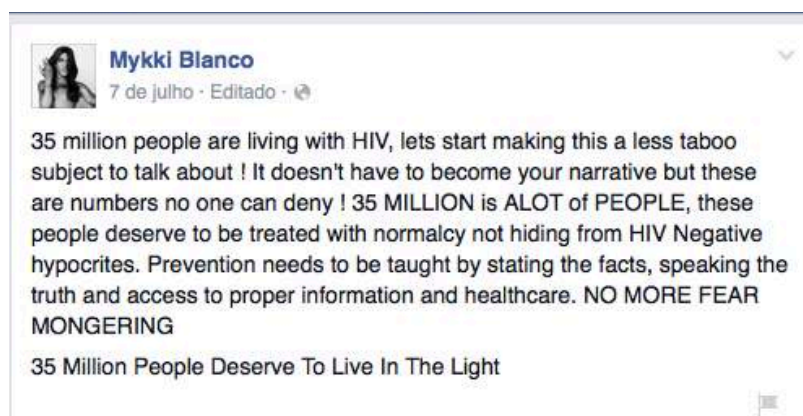 Mykki Blanco
7 de julho · Editado ·
35 million people are living with HIV, lets start making this a less taboo
subject to talk about ! It doesn't have to become your narrative but these
are numbers no one can deny ! 35 MILLION is ALOT of PEOPLE, these
people deserve to be treated with normalcy not hiding from HIV Negative
hypocrites. Prevention needs to be taught by stating the facts, speaking the
truth and access to proper information and healthcare. NO MORE FEAR
MONGERING
35 Million People Deserve To Live In The Light